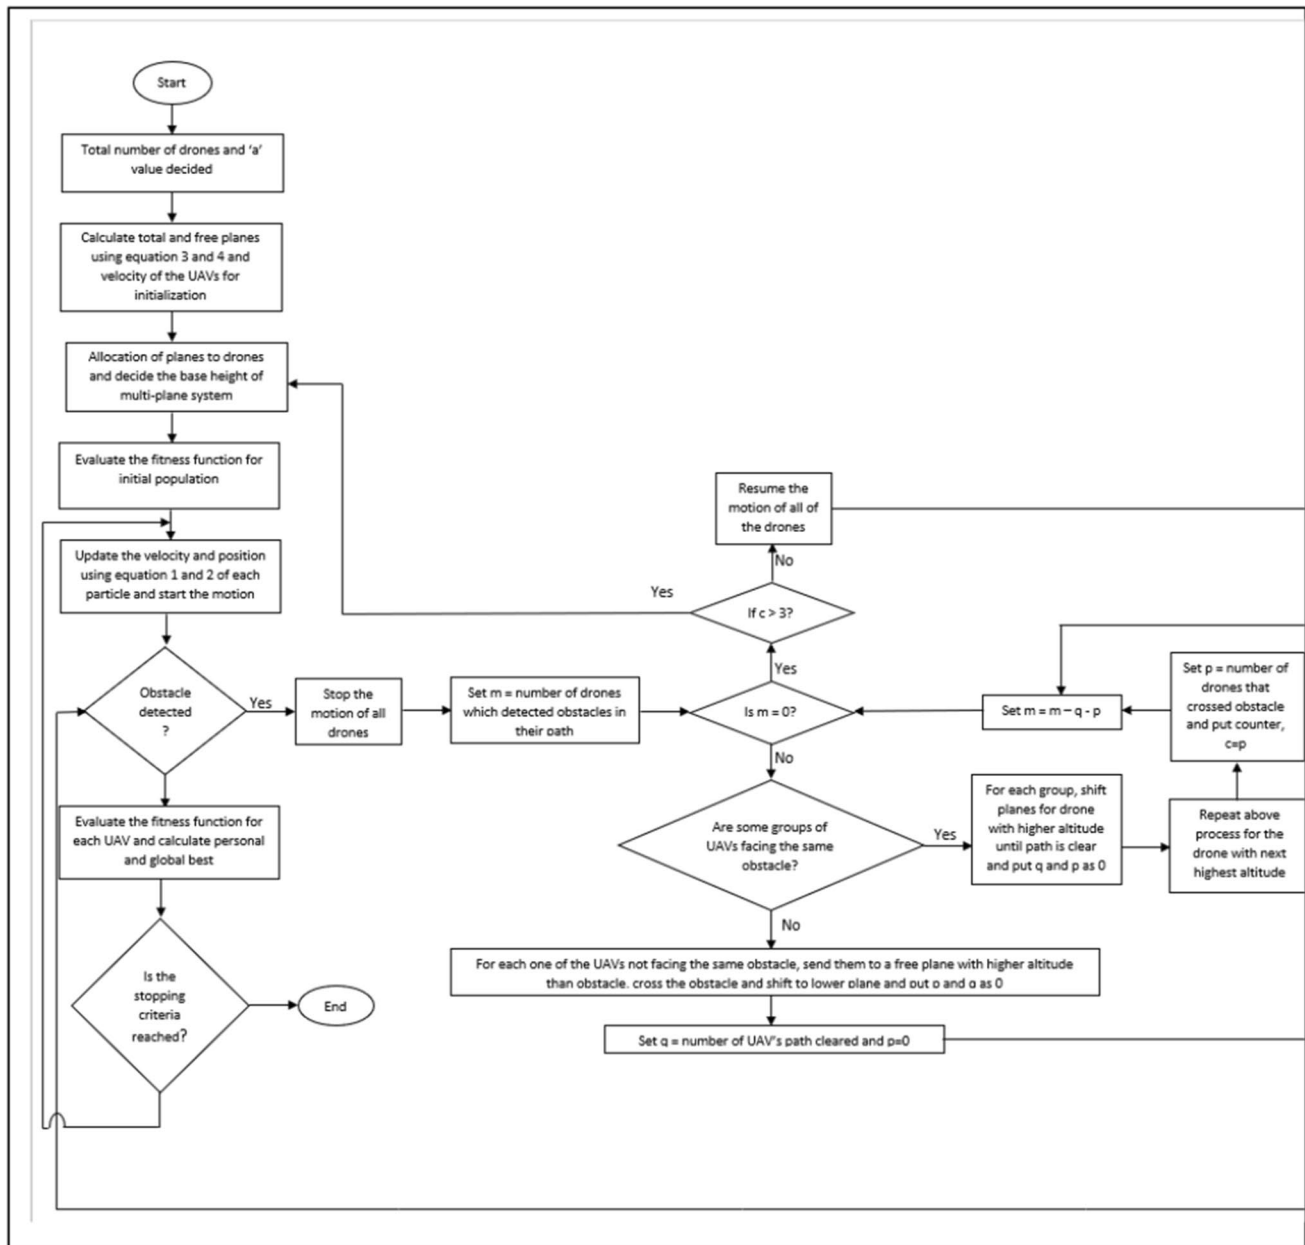 Start
Total number of drones and ‘a’
value decided
Calculate total and free planes
using equation 3 and 4 and
velocity of the UAVs for
initialization
Allocation of planes to drones
and decide the base height of
multi-plane system
Evaluate the fitness function for
initial population
Update the velocity and position
using equation 1 and 2 of each
particle and start the motion
Obstacle
detected
?
Yes
Stop the
motion of all
drones
Set m = number of drones
which detected obstacles in
their path
Is m = 0?
Yes
If c > 3?
Yes
No
Resume the
motion of all of
the drones
No
Are some groups of
UAVs facing the same
obstacle?
Yes
For each group, shift
planes for drone
with higher altitude
until path is clear
and put q and p as 0
Repeat above
process for the
drone with next
highest altitude
Set p = number of
drones that
crossed obstacle
and put counter,
c=p
Set m = m – q - p
No
For each one of the UAVs not facing the same obstacle, send them to a free plane with higher altitude
than obstacle, cross the obstacle and shift to lower plane and put p and q as 0
Set q = number of UAV's path cleared and p=0
Evaluate the fitness function for
each UAV and calculate personal
and global best
Is the
stopping
criteria
reached?
End